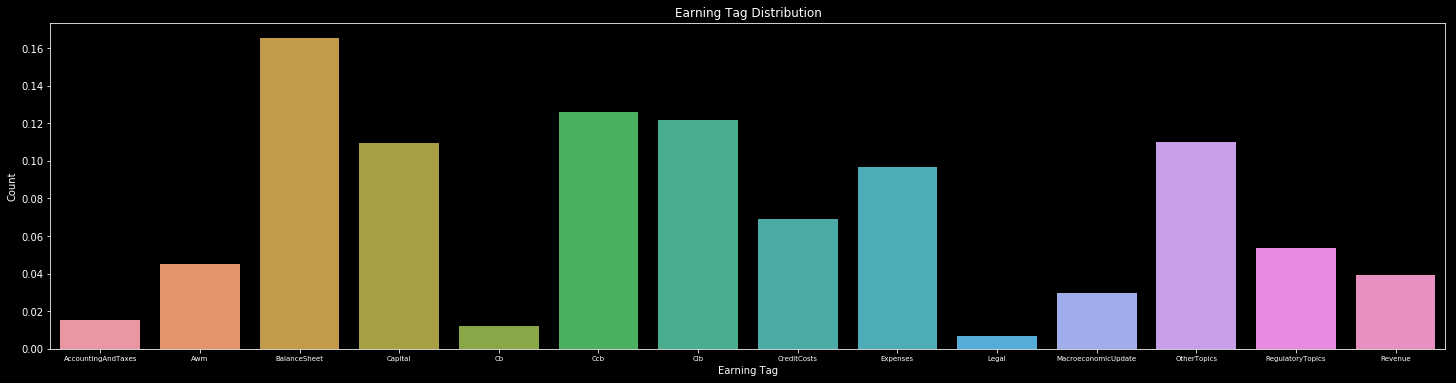 Earning Tag Distribution
Count
0.16
0.14
0.12
0.10
0.08
0.06
0.04
0.02
0.00
AccountingAndTaxes Awm BalanceSheet Capital Cb Ccb CIb CreditCosts Expenses Legal MacroeconomicUpdate OtherTopics RegulatoryTopics Revenue
Earning Tag